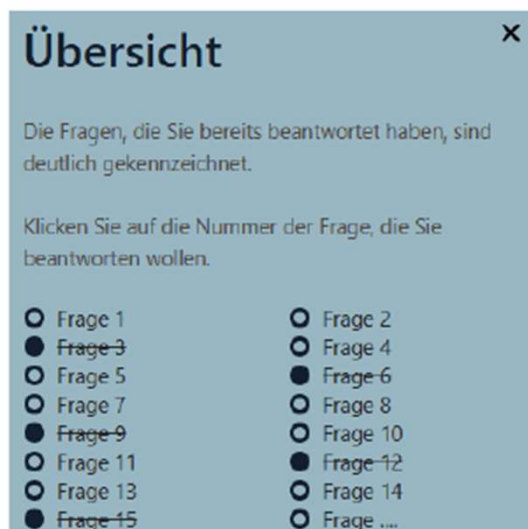 Übersicht
Die Fragen, die Sie bereits beantwortet haben, sind
deutlich gekennzeichnet.
Klicken Sie auf die Nummer der Frage, die Sie
beantworten wollen.
Frage 1 Frage 2
Frage 3 Frage 4
Frage 5 Frage 6
Frage 7 Frage 8
Frage 9 Frage 10
Frage 11 Frage 12
Frage 13 Frage 14
Frage 15 Frage ....